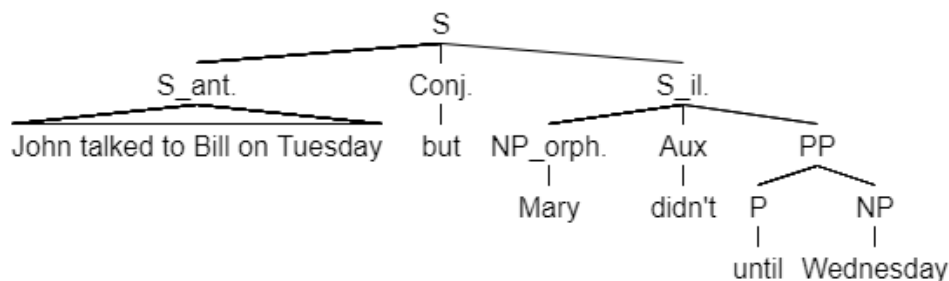 S
S_ant. Conj. S_il.
John talked to Bill on Tuesday but NP_orph. Aux PP
Mary didn't P NP
until Wednesday